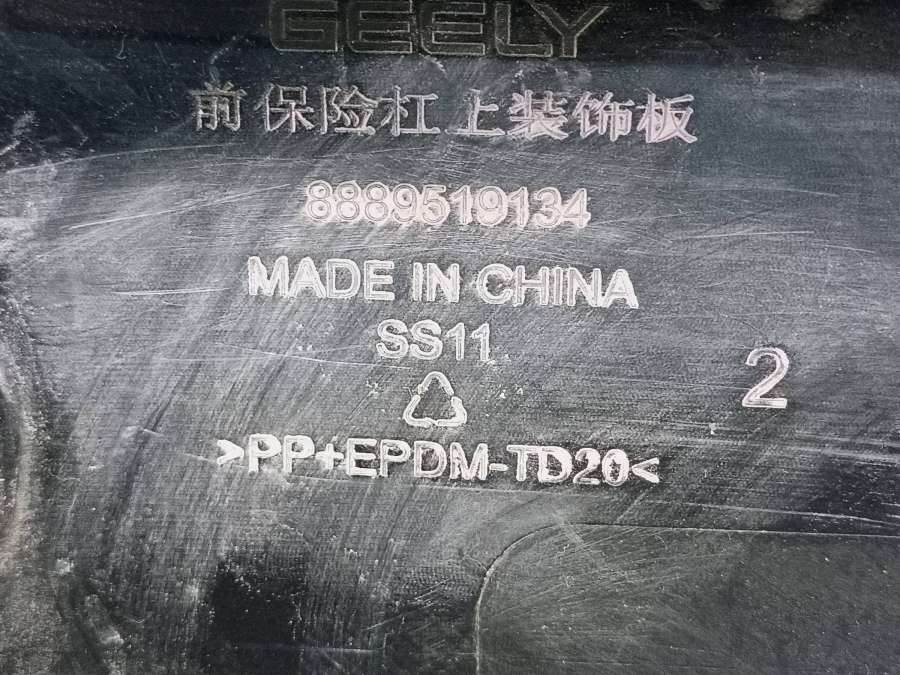 GEELY
前保险杠上装饰板
8889519134
MADE IN CHINA
SS11
2
>PP+EPDM-TD20<